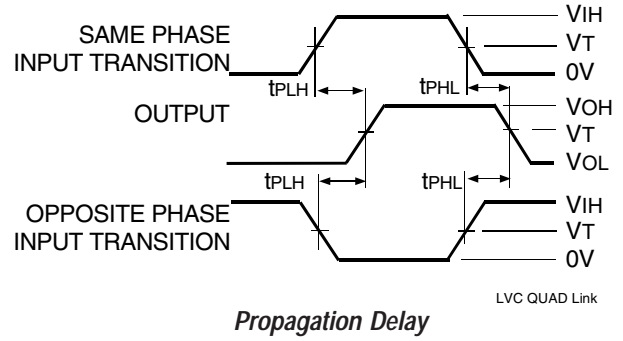 SAME PHASE
INPUT TRANSITION
VIH
VT
0V
tPLH
tPHL
OUTPUT
VOH
VT
VOL
tPLH
tPHL
OPPOSITE PHASE
INPUT TRANSITION
VIH
VT
0V
LVC QUAD Link
Propagation Delay